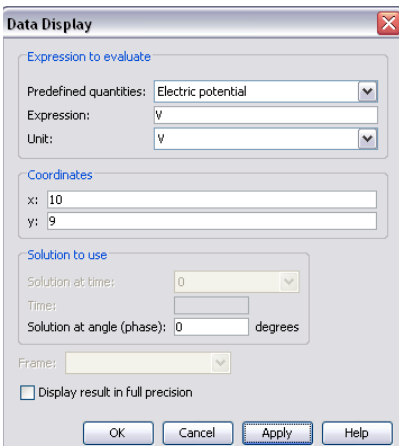 Data Display
Expression to evaluate
Predefined quantities: Electric potential
Expression: V
Unit: V
Coordinates
x: 10
y: 9
Solution to use
Solution at time: 0
Time:
Solution at angle (phase): 0 degrees
Frame:
Display result in full precision
OK Cancel Apply Help